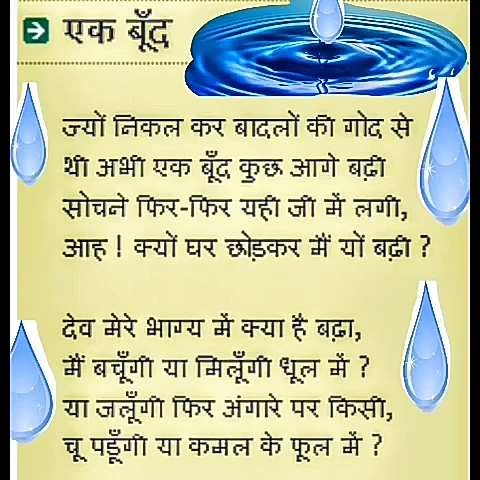 एक बूँद
ज्यों निकल कर बादलों की गोद से
थी अभी एक बूँद कुछ आगे बढ़ी
सोचने फिर-फिर यही जी में लगी,
आह ! क्यों घर छोड़कर मैं यों बढ़ी ?
देव मेरे भाग्य में क्या है बढ़ा,
मैं बचूँगी या मिलूँगी धूल में ?
या जलूँगी फिर अंगारे पर किसी,
चू पडूँगी या कमल के फूल में ?